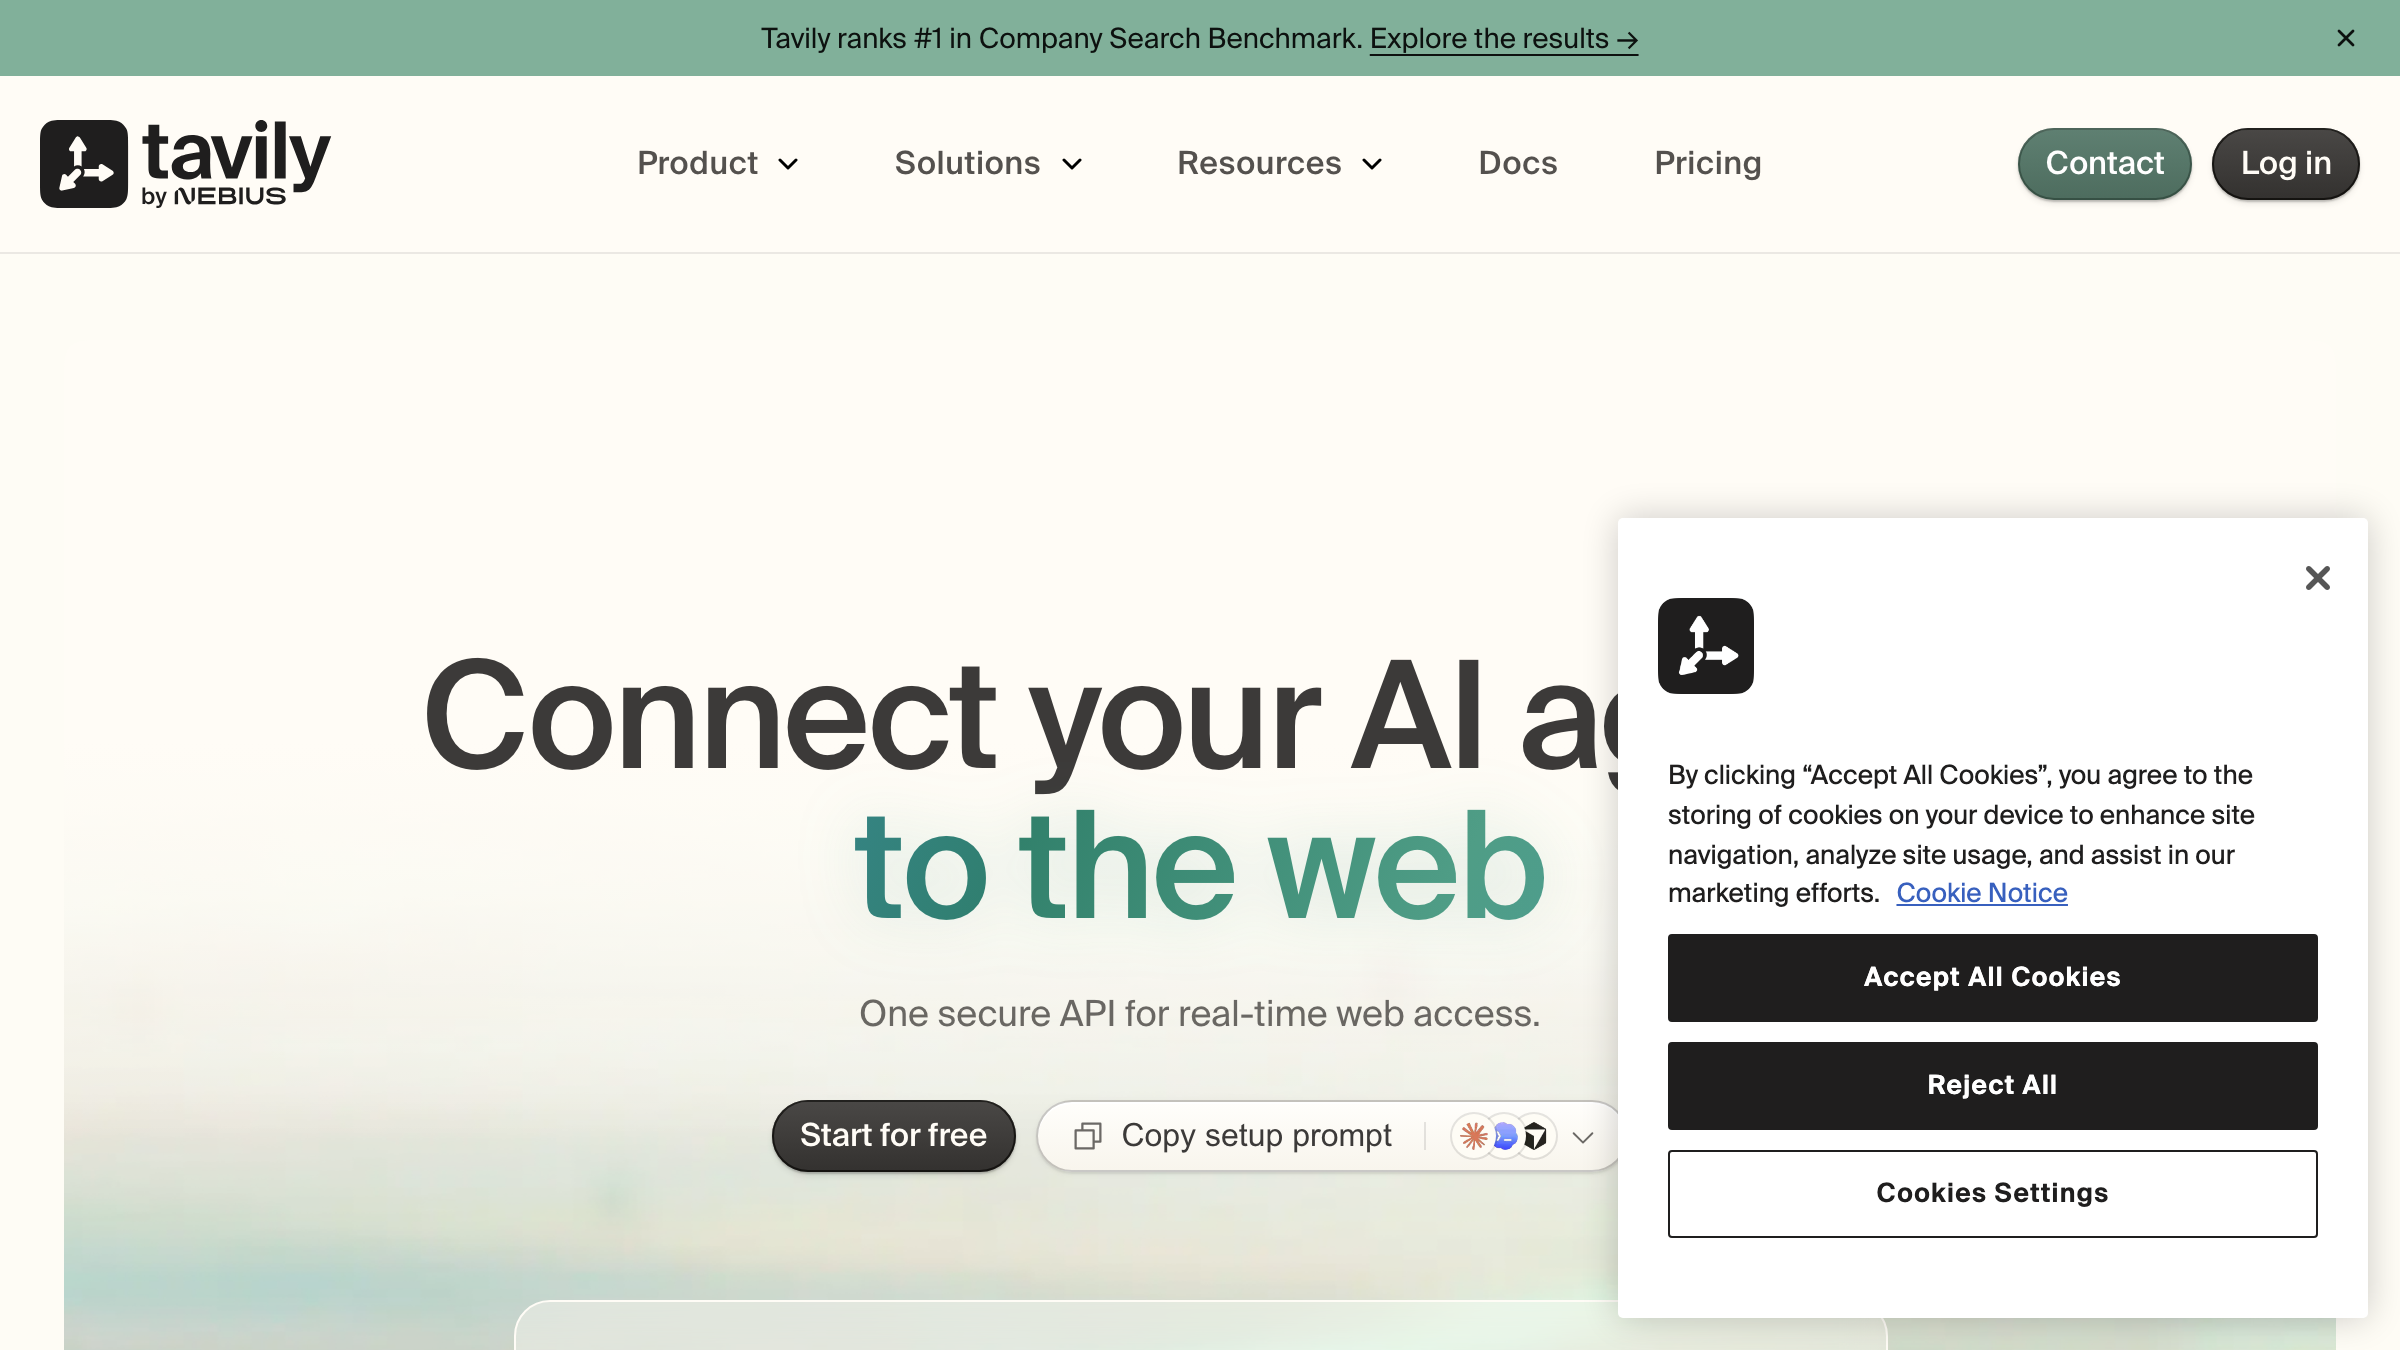 Tavily ranks #1 in Company Search Benchmark. Explore the results →
tavily
by NEBIUS
Product
Solutions
Resources
Docs
Pricing
Contact
Log in
Connect your AI
to the web
One secure API for real-time web access.
Start for free
Copy setup prompt
By clicking “Accept All Cookies”, you agree to the
storing of cookies on your device to enhance site
navigation, analyze site usage, and assist in our
marketing efforts. Cookie Notice
Accept All Cookies
Reject All
Cookies Settings